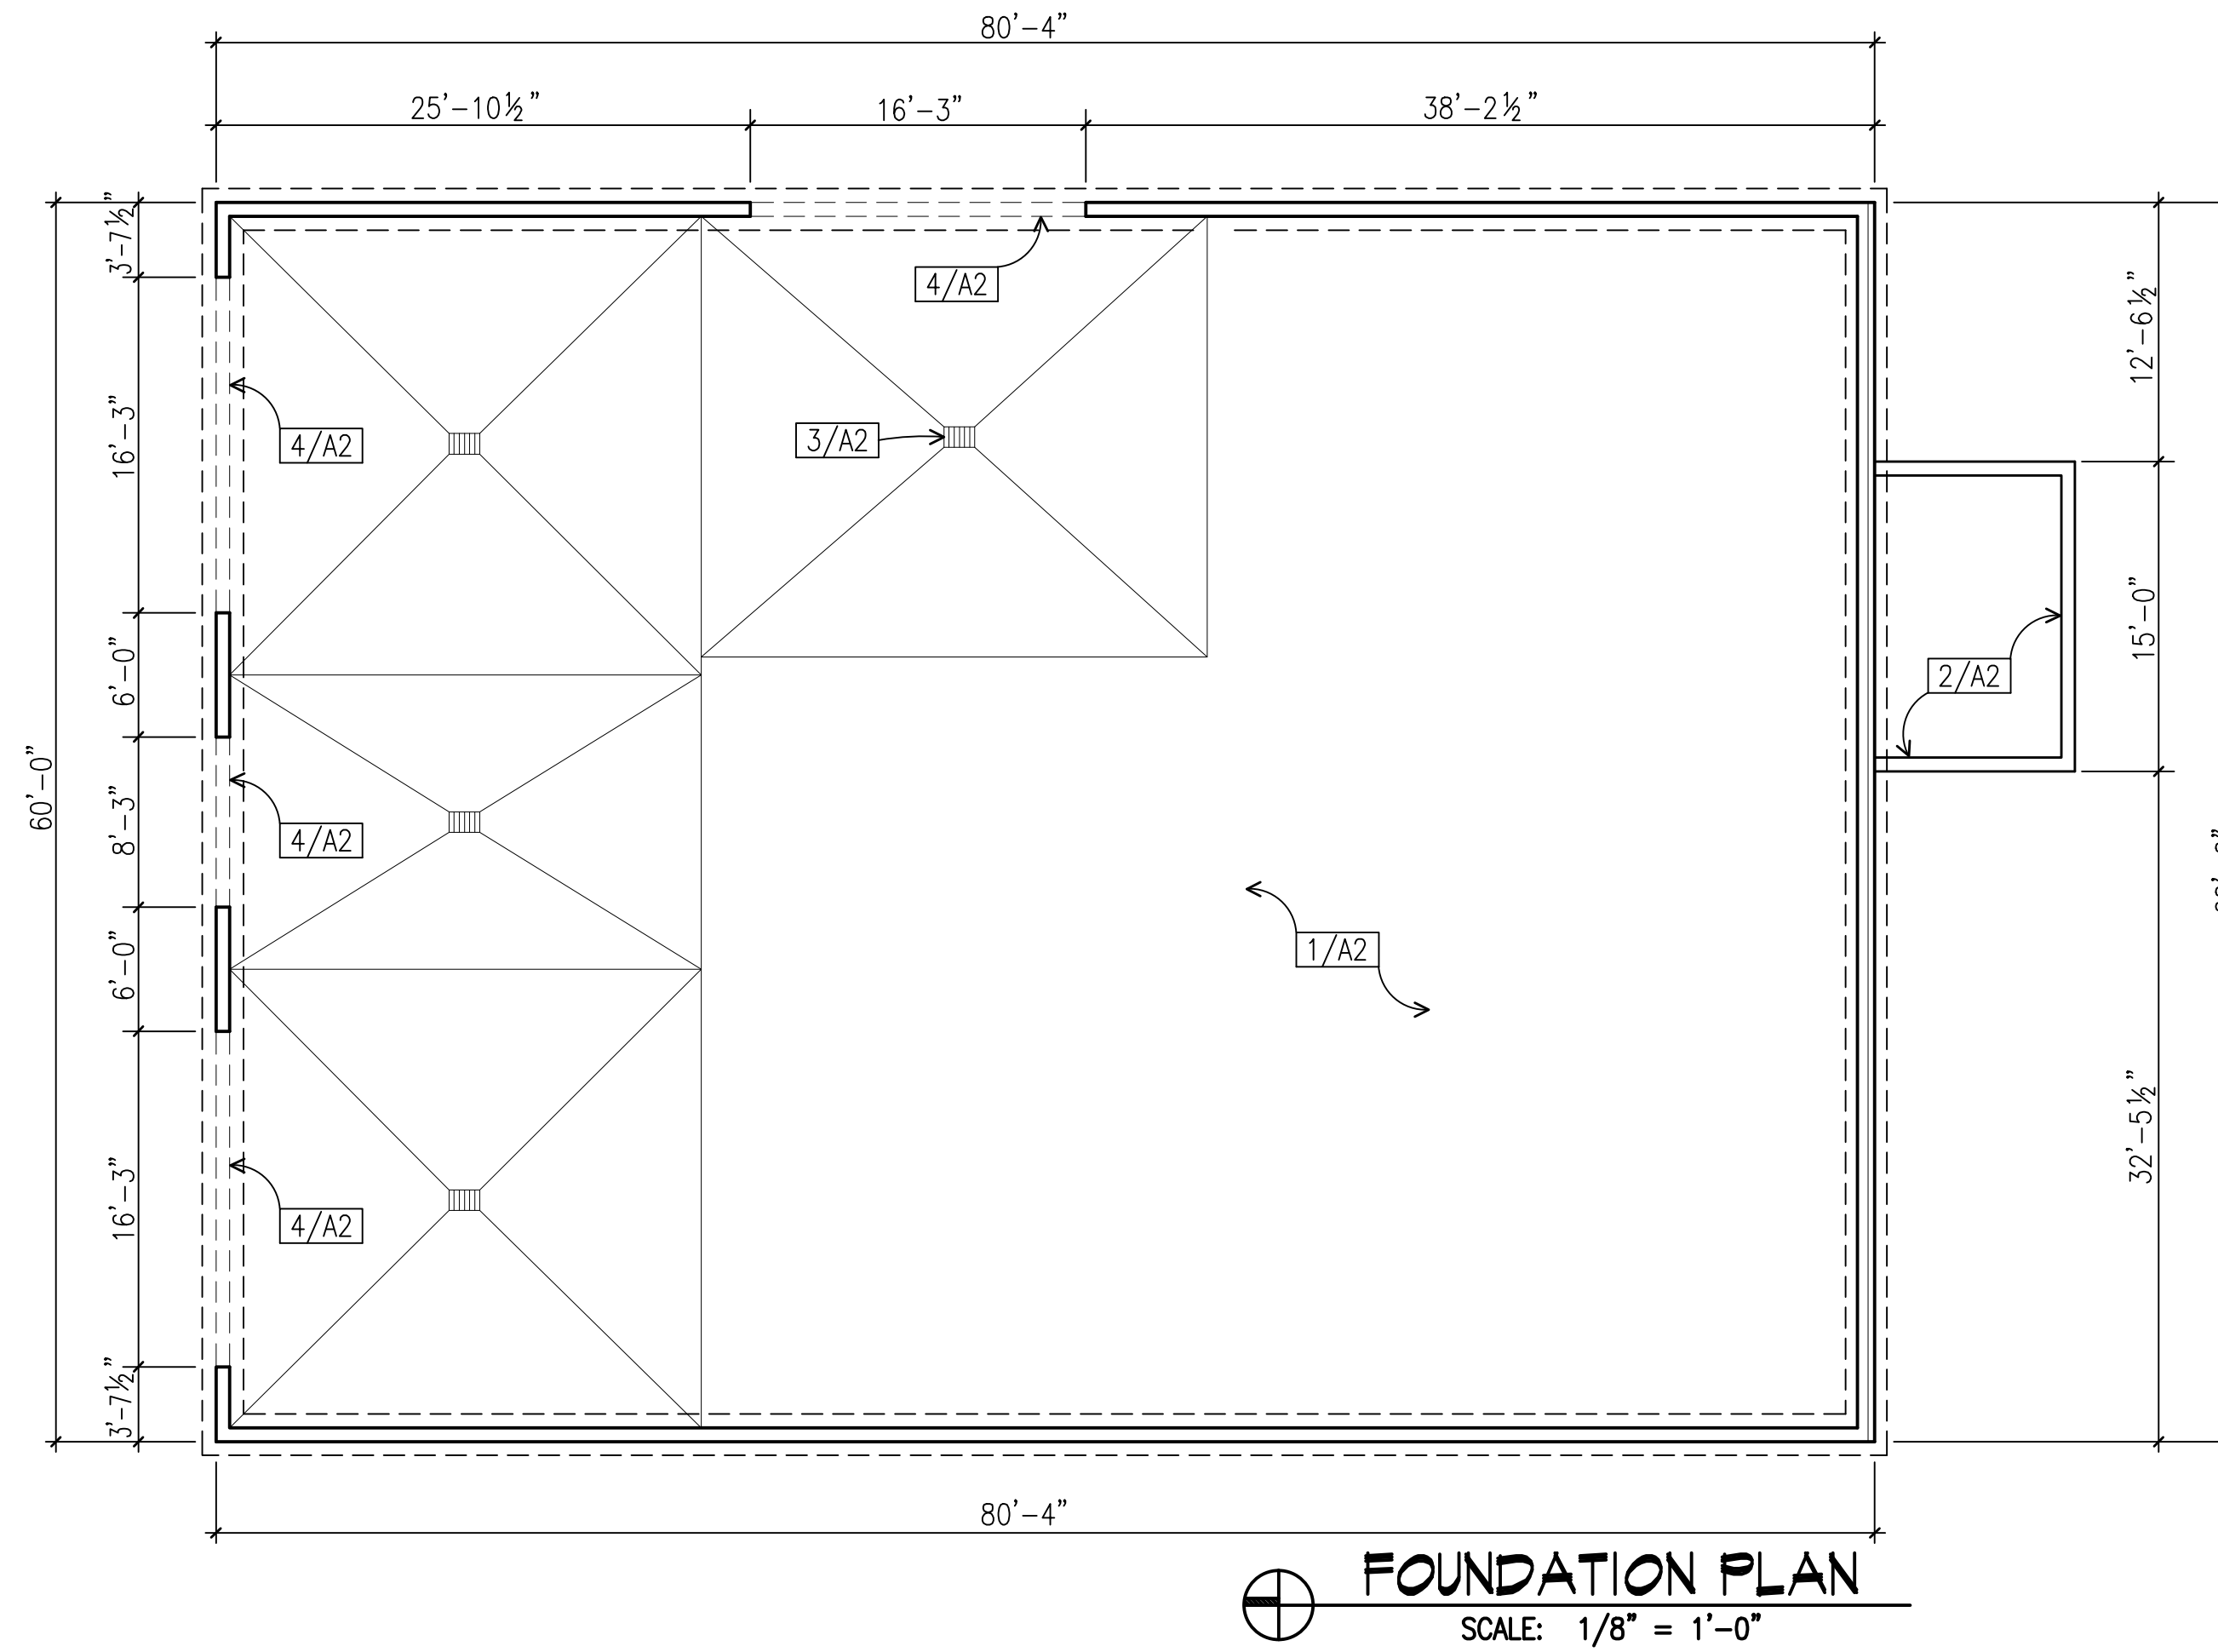 80'-4"
25'-10½"
16'-3"
38'-2½"
3'-7½"
12'-6½"
4/A2
16'-3"
4/A2
3/A2
15'-0"
6'-0"
2/A2
60'-0"
8'-3"
4/A2
6'-0"
1/A2
32'-5½"
16'-3"
4/A2
3'-7½"
80'-4"
FOUNDATION PLAN
SCALE: 1/8" = 1'-0"